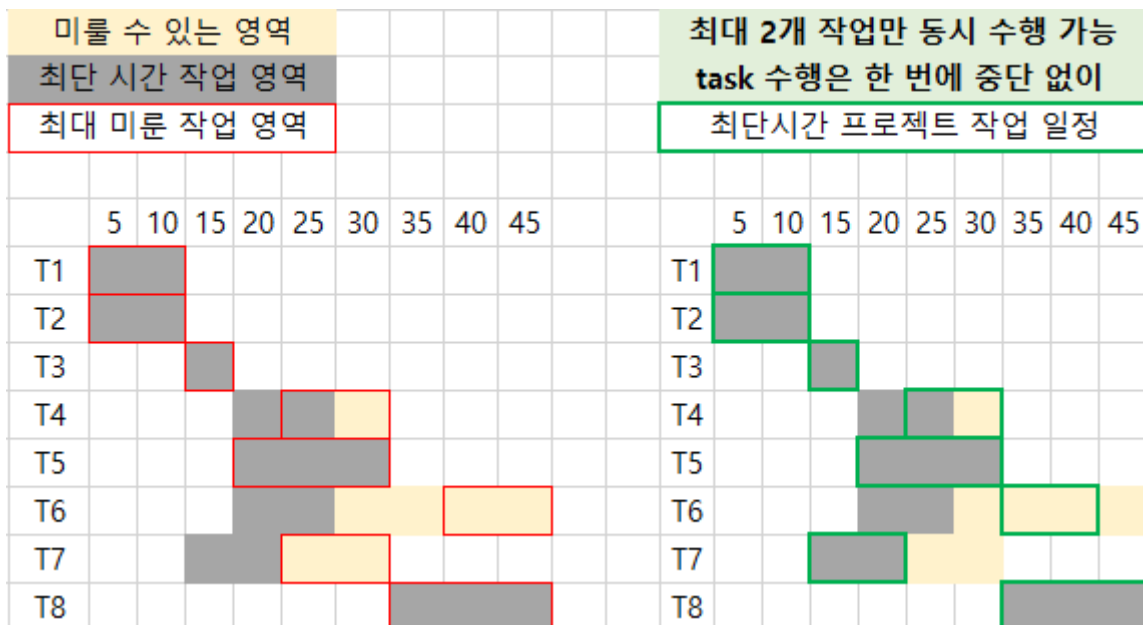 미룰 수 있는 영역
최단 시간 작업 영역
최대 미룬 작업 영역
최대 2개 작업만 동시 수행 가능
task 수행은 한 번에 중단 없이
최단시간 프로젝트 작업 일정
5 10 15 20 25 30 35 40 45
T1
T2
T3
T4
T5
T6
T7
T8
5 10 15 20 25 30 35 40 45
T1
T2
T3
T4
T5
T6
T7
T8